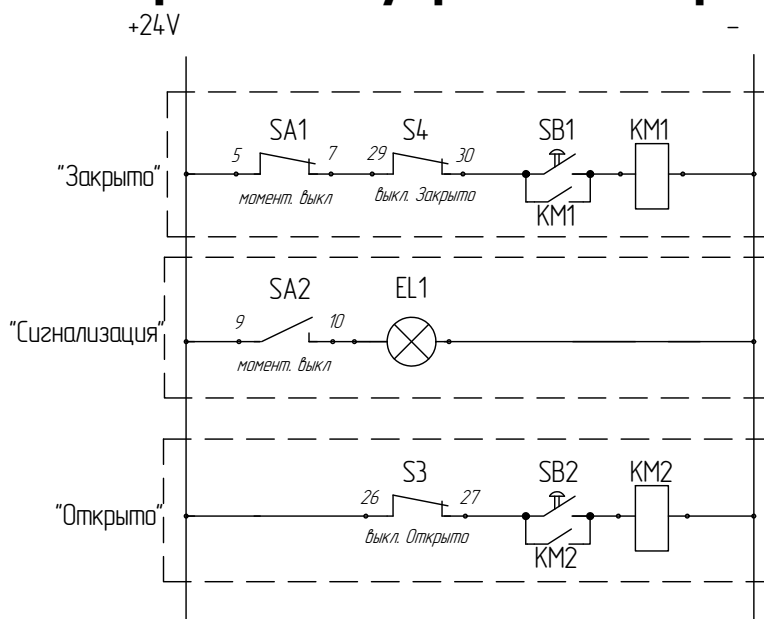 +24V –
SA1 S4 SB1 KM1
5 7 29 30
"Закрыто"
момент. выкл выкл. Закрыто
KM1
SA2 EL1
9 10
"Сигнализация"
момент. выкл
S3 SB2 KM2
26 27
"Открыто"
выкл. Открыто
KM2